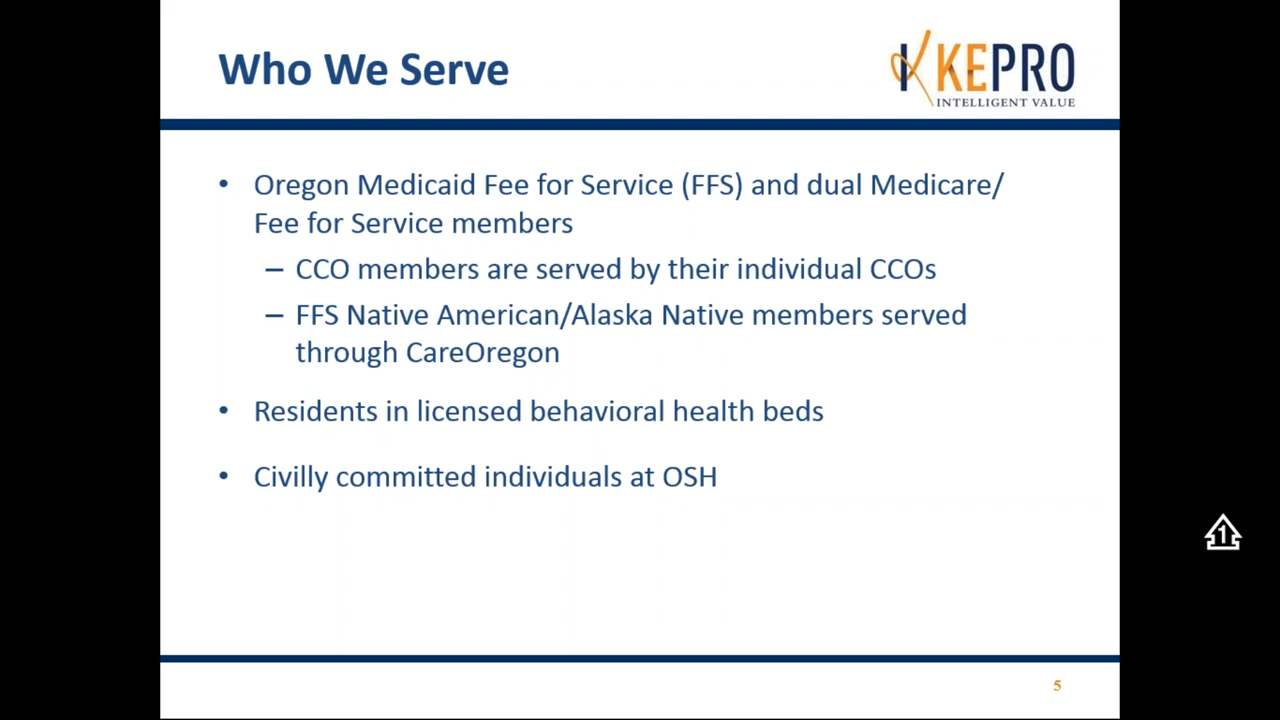 Who We Serve
KEPRO
INTELLIGENT VALUE
• Oregon Medicaid Fee for Service (FFS) and dual Medicare/
Fee for Service members
– CCO members are served by their individual CCOs
– FFS Native American/Alaska Native members served
through CareOregon
• Residents in licensed behavioral health beds
• Civilly committed individuals at OSH
1
5